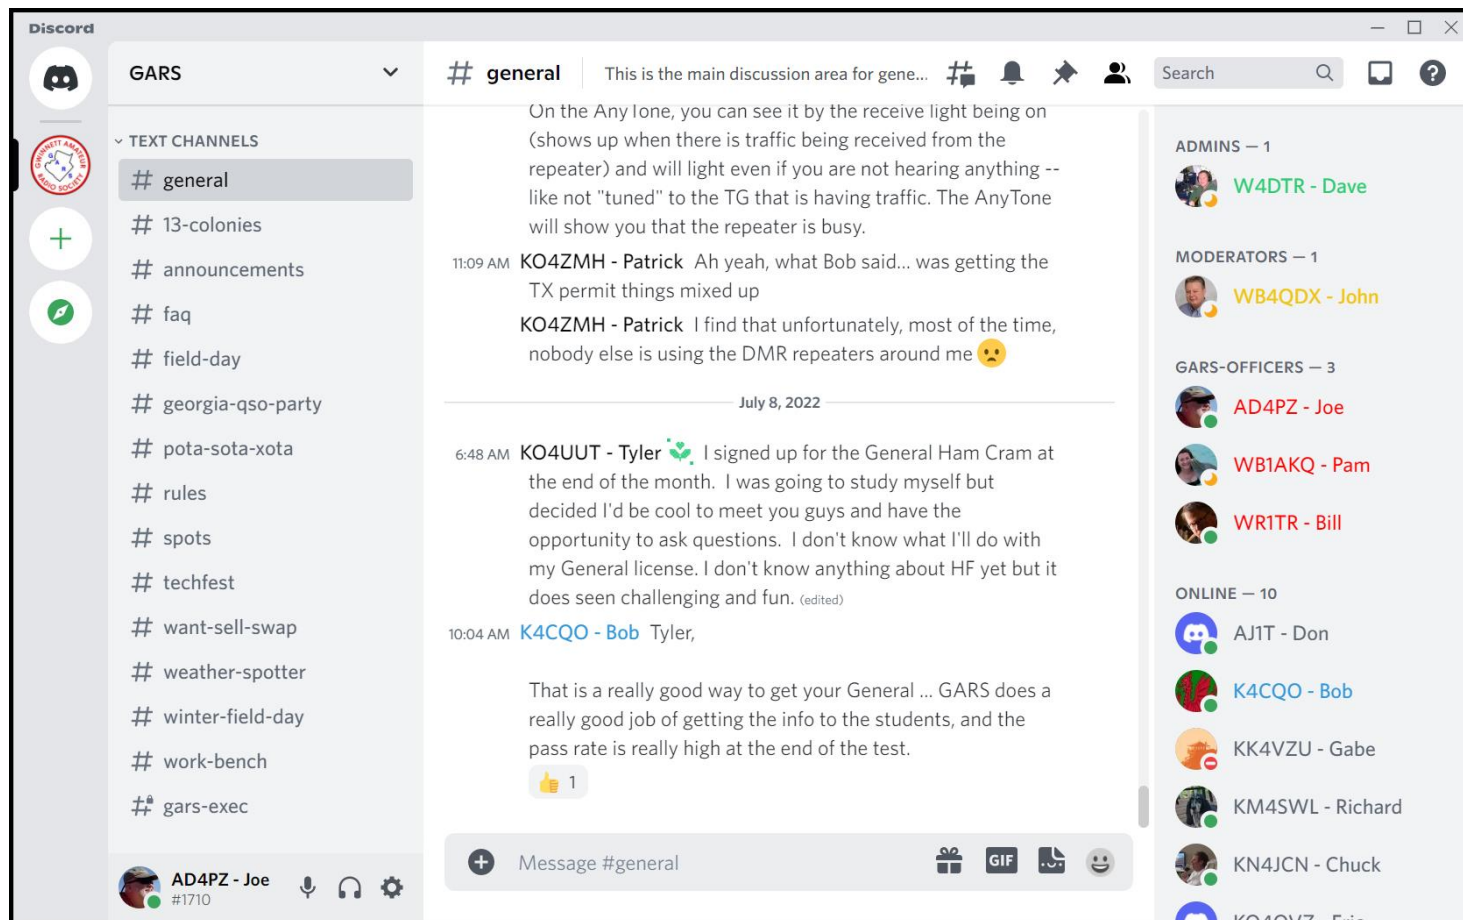 Discord
GARS
# general
This is the main discussion area for gene...
Search
GWINNETT AMATEUR
RADIO SOCIETY
TEXT CHANNELS
# general
# 13-colonies
# announcements
# faq
# field-day
# georgia-qso-party
# pota-sota-xota
# rules
# spots
# techfest
# want-sell-swap
# weather-spotter
# winter-field-day
# work-bench
# gars-exec
AD4PZ - Joe
#1710
On the AnyTone, you can see it by the receive light being on
(shows up when there is traffic being received from the
repeater) and will light even if you are not hearing anything --
like not "tuned" to the TG that is having traffic. The AnyTone
will show you that the repeater is busy.
11:09 AM KO4ZMH - Patrick Ah yeah, what Bob said... was getting the
TX permit things mixed up
KO4ZMH - Patrick I find that unfortunately, most of the time,
nobody else is using the DMR repeaters around me
July 8, 2022
6:48 AM KO4UUT - Tyler I signed up for the General Ham Cram at
the end of the month. I was going to study myself but
decided I'd be cool to meet you guys and have the
opportunity to ask questions. I don't know what I'll do with
my General license. I don't know anything about HF yet but it
does seen challenging and fun. (edited)
10:04 AM K4CQO - Bob Tyler,
That is a really good way to get your General ... GARS does a
really good job of getting the info to the students, and the
pass rate is really high at the end of the test.
1
Message #general
GIF
ADMINS — 1
W4DTR - Dave
MODERATORS — 1
WB4QDX - John
GARS-OFFICERS — 3
AD4PZ - Joe
WB1AKQ - Pam
WR1TR - Bill
ONLINE — 10
AJ1T - Don
K4CQO - Bob
KK4VZU - Gabe
KM4SWL - Richard
KN4JCN - Chuck